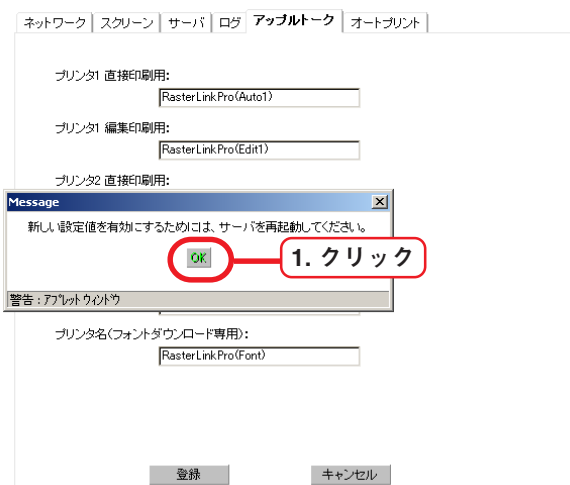 ネットワーク スクリーン サーバ ログ アップルトーク オートプリント
プリンタ1 直接印刷用:
RasterLinkPro(Auto1)
プリンタ1 編集印刷用:
RasterLinkPro(Edit1)
プリンタ2 直接印刷用:
Message
新しい設定値を有効にするためには、サーバを再起動してください。
OK
1. クリック
警告 : アプレット ウィンドウ
プリンタ名(フォントダウンロード専用):
RasterLinkPro(Font)
登録 キャンセル